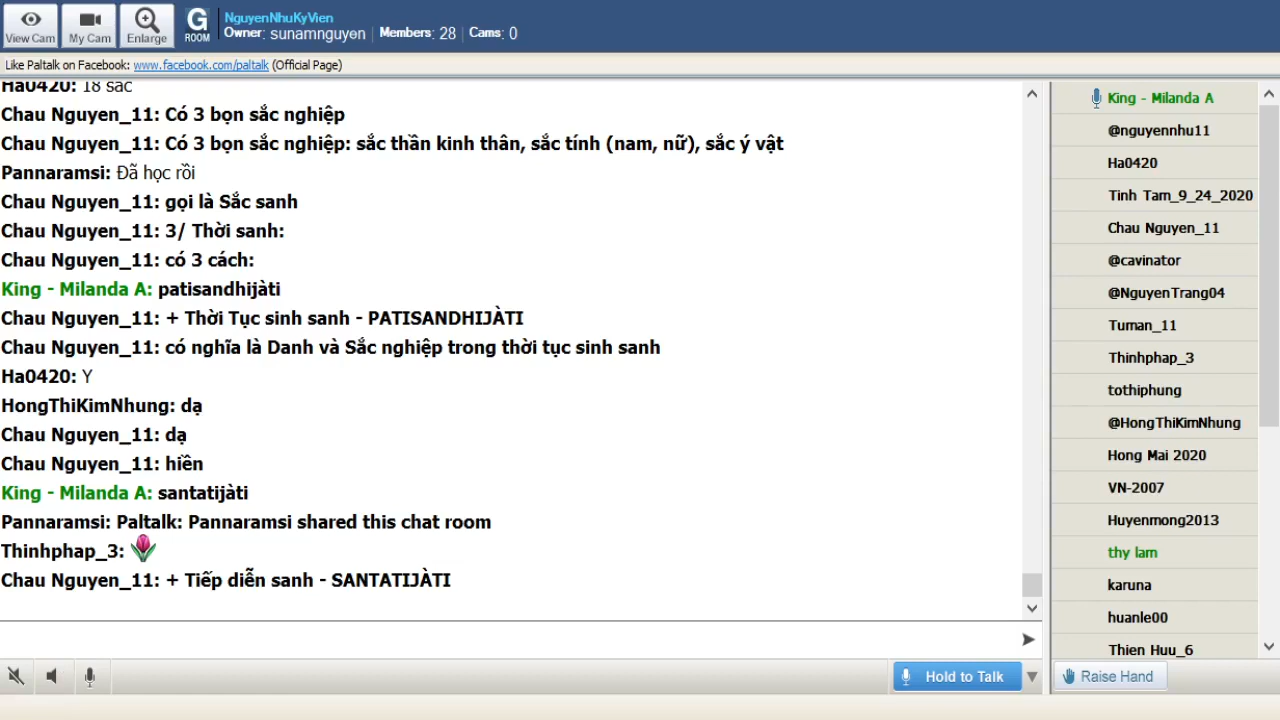 View Cam
My Cam
Enlarge
G
ROOM
NguyenNhuKyVien
Owner: sunamnguyen Members: 28 Cams: 0
Like Paltalk on Facebook: www.facebook.com/paltalk (Official Page)
Ha0420: 18 sắc
Chau Nguyen_11: Có 3 bọn sắc nghiệp
Chau Nguyen_11: Có 3 bọn sắc nghiệp: sắc thần kinh thân, sắc tính (nam, nữ), sắc ý vật
Pannaramsi: Đã học rồi
Chau Nguyen_11: gọi là Sắc sanh
Chau Nguyen_11: 3/ Thời sanh:
Chau Nguyen_11: có 3 cách:
King - Milanda A: patisandhijàti
Chau Nguyen_11: + Thời Tục sinh sanh - PATISANDHIJÀTI
Chau Nguyen_11: có nghĩa là Danh và Sắc nghiệp trong thời tục sinh sanh
Ha0420: Y
HongThiKimNhung: dạ
Chau Nguyen_11: dạ
Chau Nguyen_11: hiền
King - Milanda A: santatijàti
Pannaramsi: Paltalk: Pannaramsi shared this chat room
Thinhphap_3:
Chau Nguyen_11: + Tiếp diễn sanh - SANTATIJÀTI
Hold to Talk
King - Milanda A
@nguyennhu11
Ha0420
Tinh Tam_9_24_2020
Chau Nguyen_11
@cavinator
@NguyenTrang04
Tuman_11
Thinhphap_3
tothiphung
@HongThiKimNhung
Hong Mai 2020
VN-2007
Huyenmong2013
thy lam
karuna
huanle00
Thien Huu_6
Raise Hand